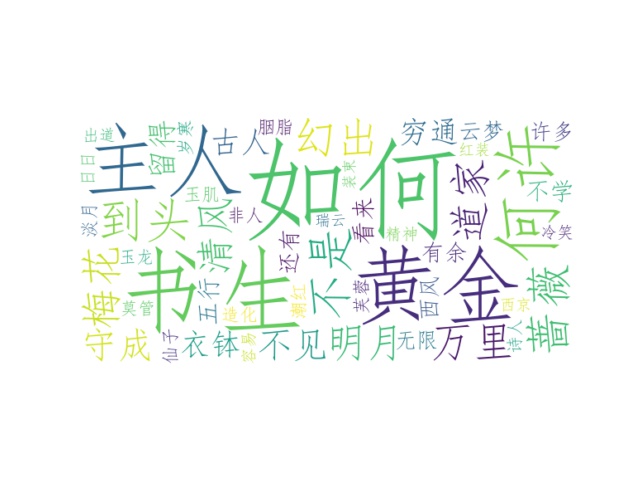 出道
主人
留得
岁寒
古人
胭脂
幻出
穷通
云梦
许多
日日
如何
红装
何许
装束
道家
不学
淡月
到头
玉肌
清风
非人
瑞云
看来
精神
冷笑
梅花
玉龙
书生
还有
不是
有余
黄金
蔷薇
莫管
五行
造化
潮红
芙蓉
西风
西京
守成
仙子
衣钵
容易
不见
明月
无限
万里
诗人